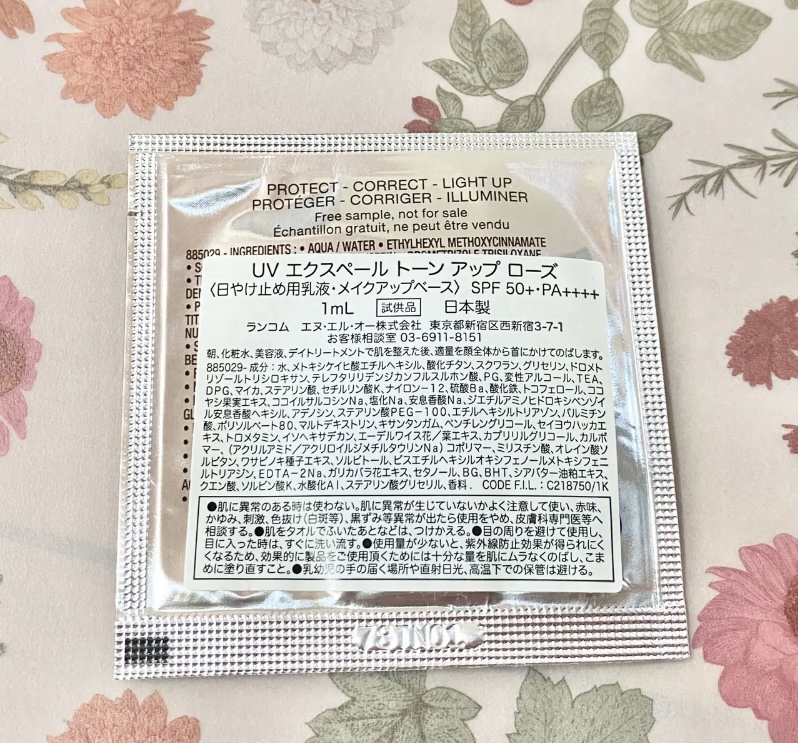 PROTECT - CORRECT - LIGHT UP
PROTÉGER - CORRIGER - ILLUMINER
Free sample, not for sale
Échantillon gratuit, ne peut être vendu
885029 - INGREDIENTS : • AQUA / WATER • ETHYLHEXYL METHOXYCINNAMATE
UV エクスペール トーン アップ ローズ
〈日やけ止め用乳液・メイクアップベース〉 SPF 50+・PA++++
1mL 試供品 日本製
ランコム エヌ・エル・オー株式会社 東京都新宿区西新宿3-7-1
お客様相談室 03-6911-8151
朝、化粧水、美容液、デイトリートメントで肌を整えた後、適量を顔全体から首にかけてのばします。
885029- 成分：水、メトキシケイヒ酸エチルヘキシル、酸化チタン、スクワラン、グリセリン、ドロメト
リゾールトリシロキサン、テレフタリリデンジカンフルスルホン酸、PG、変性アルコール、TEA、
DPG、マイカ、ステアリン酸、セチルリン酸K、ナイロン-12、硫酸Ba、酸化鉄、トコフェロール、ココ
ヤシ果実エキス、ココイルサルコシンNa、塩化Na、安息香酸Na、ジエチルアミノヒドロキシベンゾイ
ル安息香酸ヘキシル、アデノシン、ステアリン酸PEG-100、エチルヘキシルトリアゾン、パルミチン
酸、ポリソルベート80、マルトデキストリン、キサンタンガム、ペンチレングリコール、セイヨウハッカエ
キス、トロメタミン、イソヘキサデカン、エーデルワイス花／葉エキス、カプリリルグリコール、カルボ
マー、（アクリルアミド／アクリロイルジメチルタウリンNa）コポリマー、ミリスチン酸、オレイン酸ソ
ルビタン、ワサビノキ種子エキス、ソルビトール、ビスエチルヘキシルオキシフェノールメトキシフェニ
ルトリアジン、EDTA-2Na、ガリカバラ花エキス、セタノール、BG、BHT、シアバター油粕エキス、
クエン酸、ソルビン酸K、水酸化Al、ステアリン酸グリセリル、香料. CODE F.I.L. : C218750/1K
●肌に異常のある時は使わない。肌に異常が生じていないかよく注意して使い、赤味、
かゆみ、刺激、色抜け(白斑等)、黒ずみ等異常が出たら使用をやめ、皮膚科専門医等へ
相談する。●肌をタオルでふいたあとなどは、つけかえる。●目の周りを避けて使用し、
目に入った時は、すぐに洗い流す。●使用量が少ないと、紫外線防止効果が得られにく
くなるため、効果的に製品をご使用頂くためには十分な量を肌にムラなくのばし、こま
めに塗り直すこと。●乳幼児の手の届く場所や直射日光、高温下での保管は避ける。